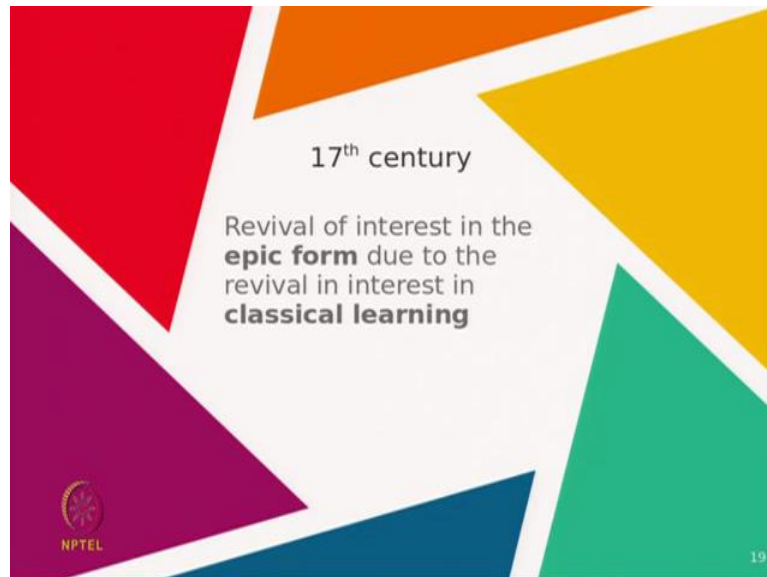 17th century
Revival of interest in the
epic form due to the
revival in interest in
classical learning
NPTEL
19